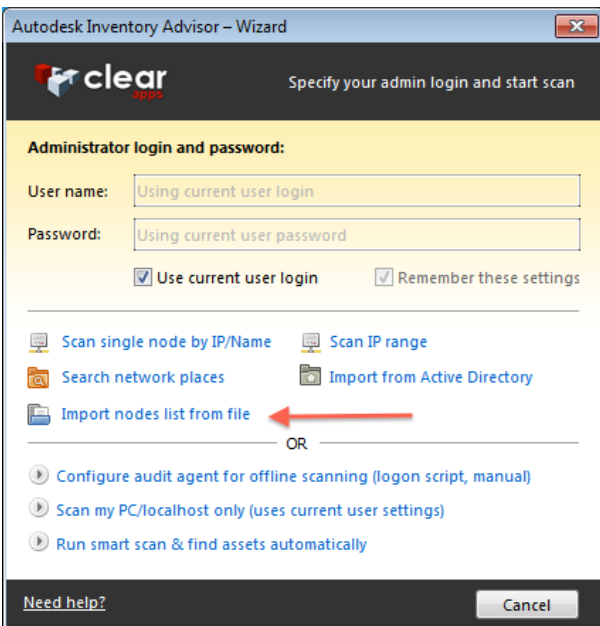 Autodesk Inventory Advisor – Wizard
clear
apps
Specify your admin login and start scan
Administrator login and password:
User name: Using current user login
Password: Using current user password
Use current user login Remember these settings
Scan single node by IP/Name Scan IP range
Search network places Import from Active Directory
Import nodes list from file
OR
Configure audit agent for offline scanning (logon script, manual)
Scan my PC/localhost only (uses current user settings)
Run smart scan & find assets automatically
Need help? Cancel